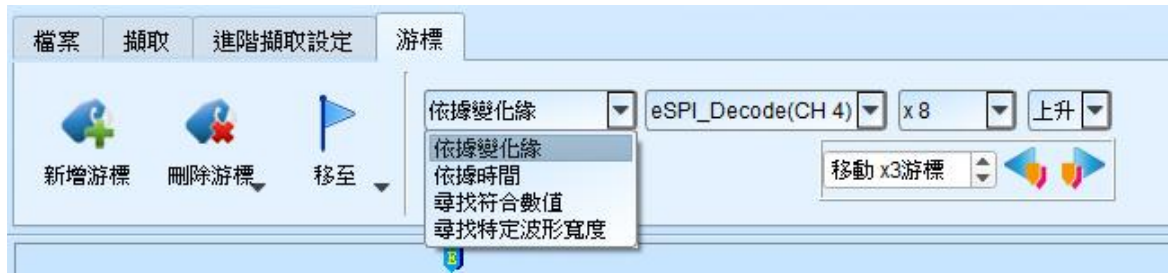 檔案 擷取 進階擷取設定 游標
依據變化緣 eSPI_Decode(CH 4) x 8 上升
新增游標 刪除游標 移至
依據變化緣
移動 x3游標
依據時間
尋找符合數值
尋找特定波形寬度
E